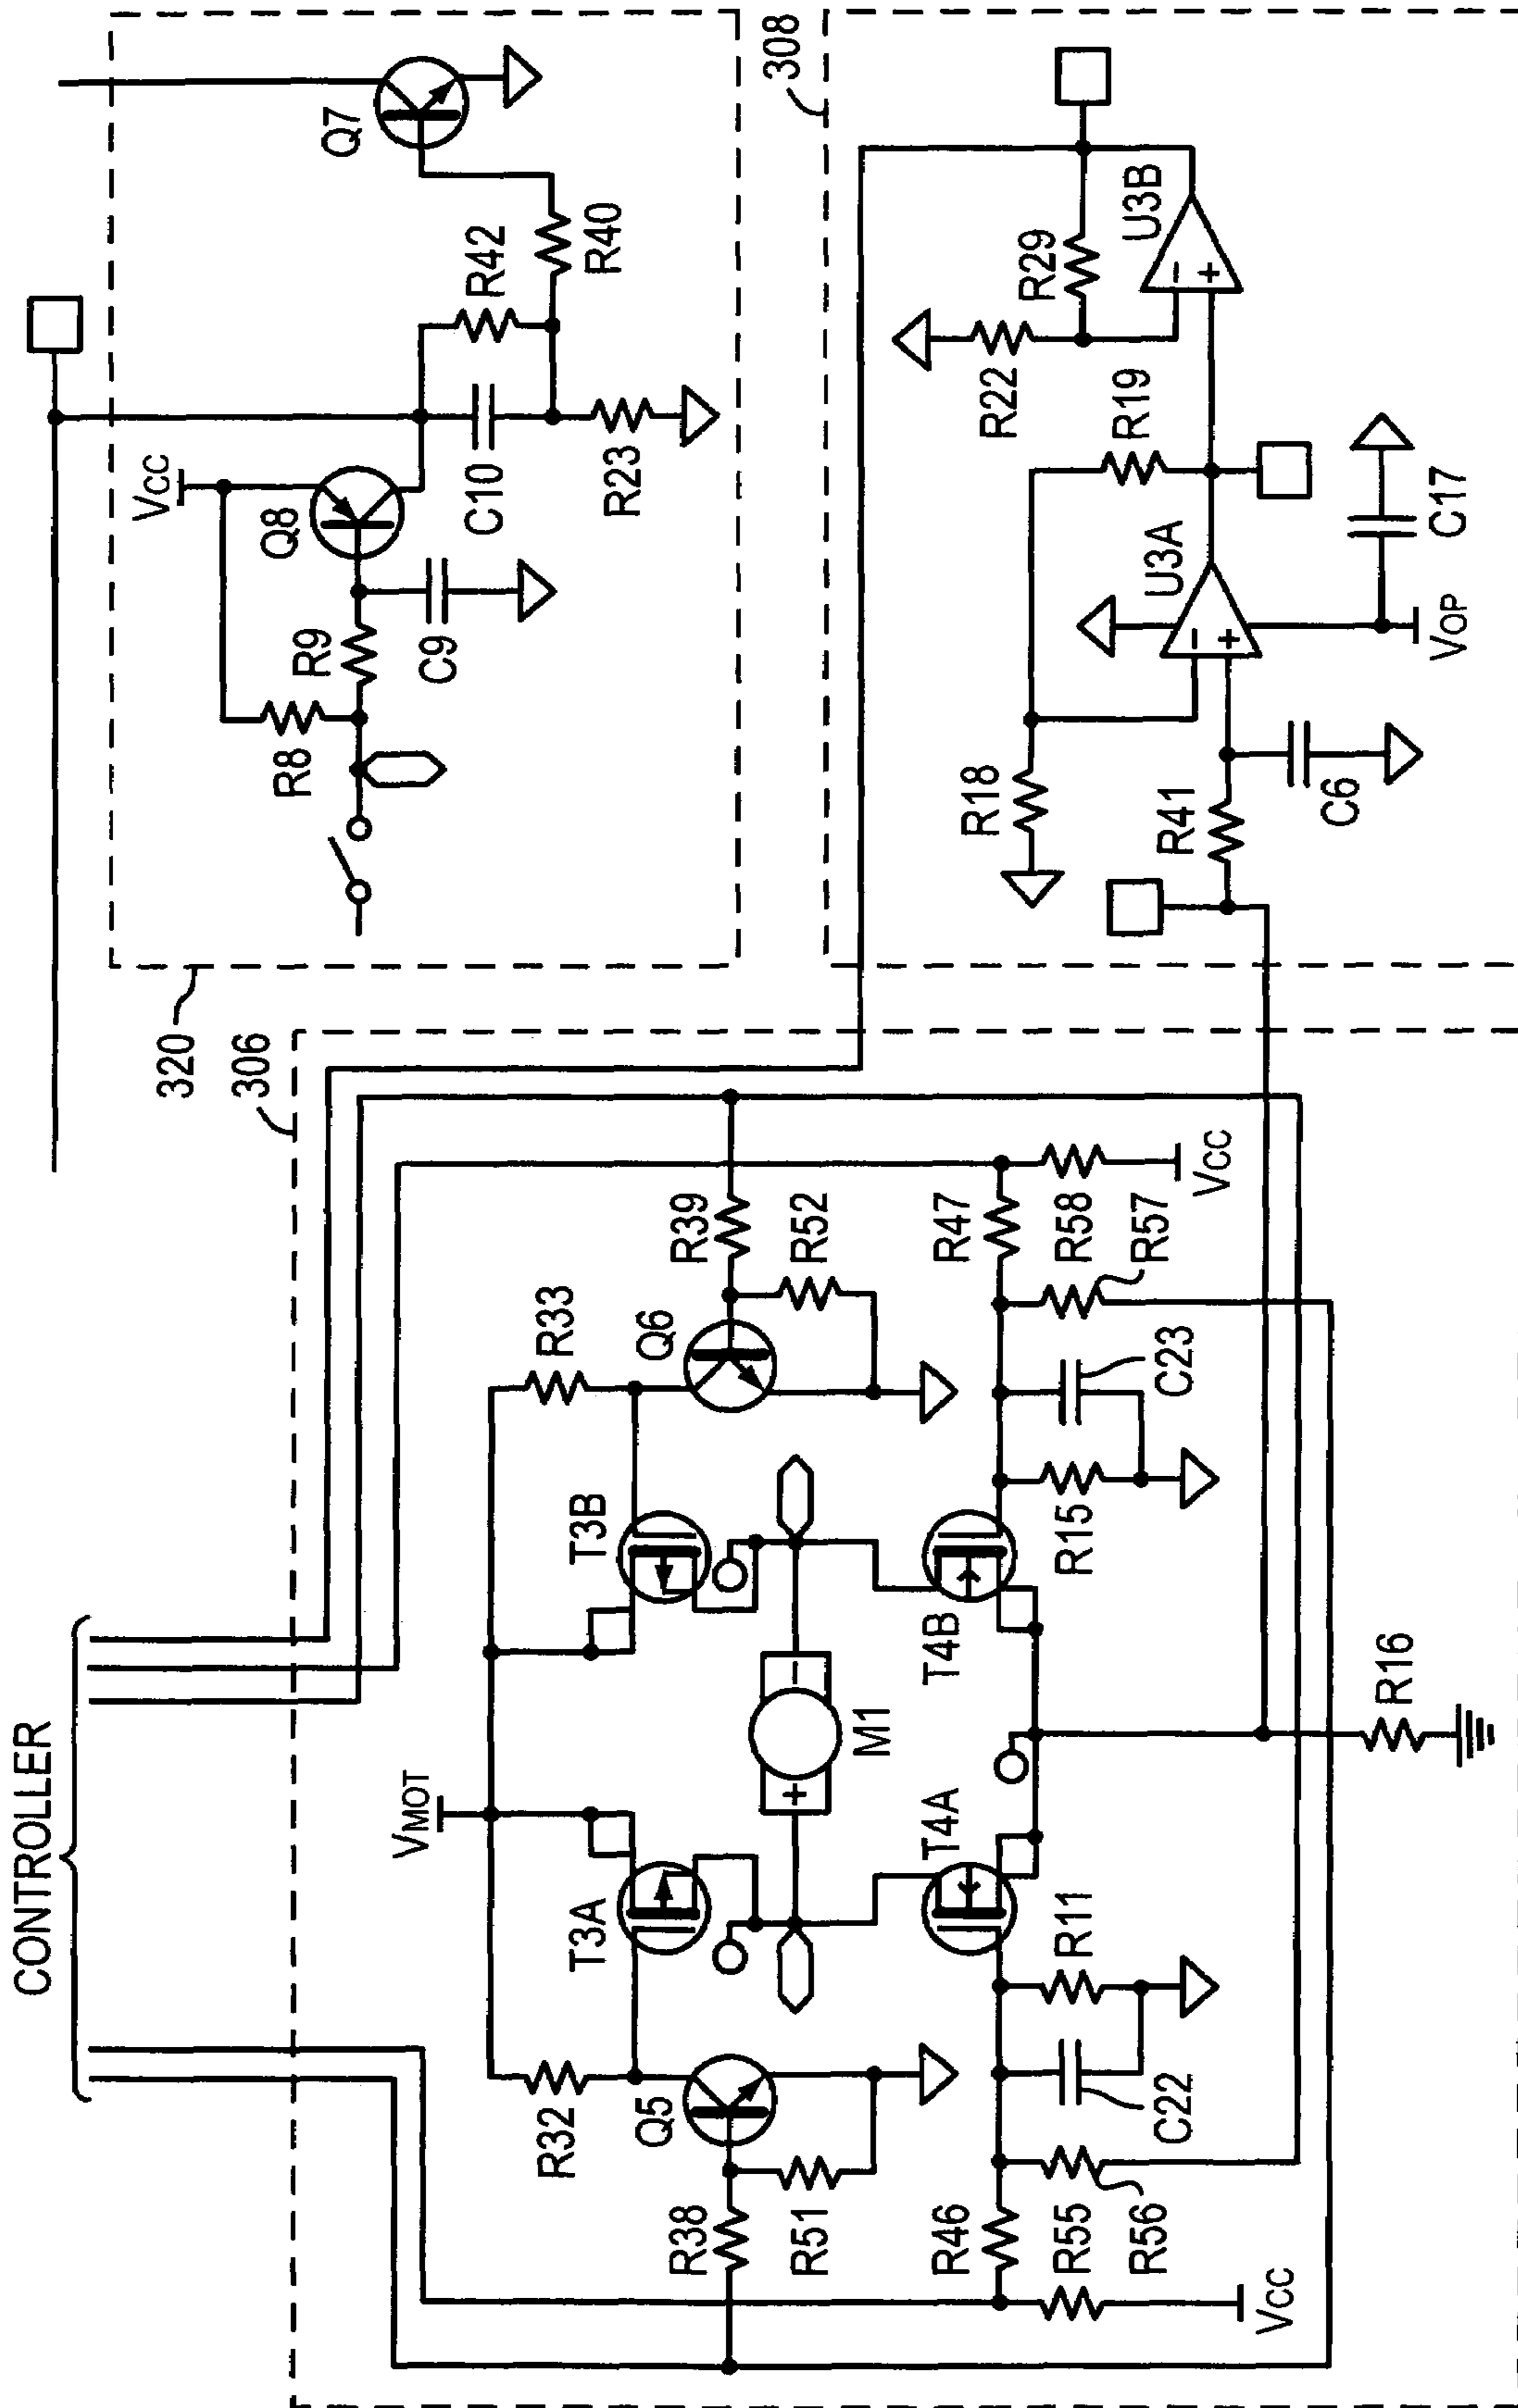 CONTROLLER
320
306
308
VCC
Q7
Q8
R42
R40
R8
R9
C9
C10
R23
R22
R29
U3B
R19
R18
U3A
R41
C6
C17
VOP
VMOT
R32
R33
T3A
T3B
Q5
Q6
R38
R51
R39
R52
+
M1
−
T4A
T4B
R46
R55
R56
C22
R11
R15
C23
R47
R58
R57
VCC
VCC
R16
−
+
−
+